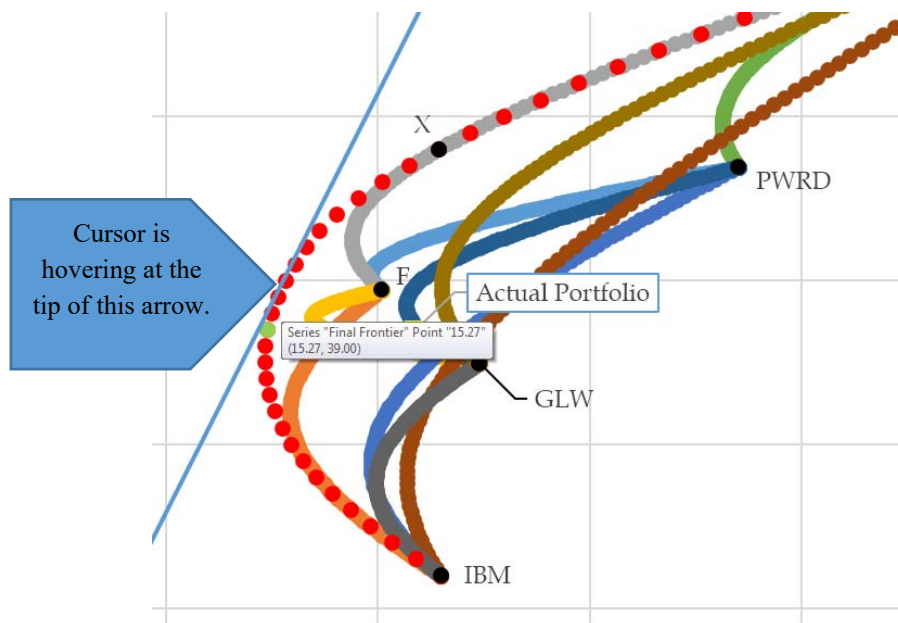 X
PWRD
Cursor is
hovering at the
tip of this arrow.
F
Actual Portfolio
Series "Final Frontier" Point "15.27"
(15.27, 39.00)
GLW
IBM